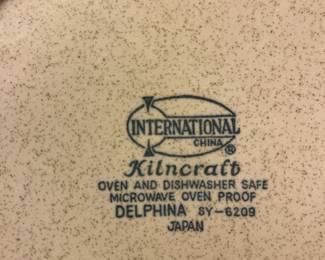 INTERNATIONAL
CHINA
®
Kilncraft
OVEN AND DISHWASHER SAFE
MICROWAVE OVEN PROOF
DELPHINA SY-6209
JAPAN